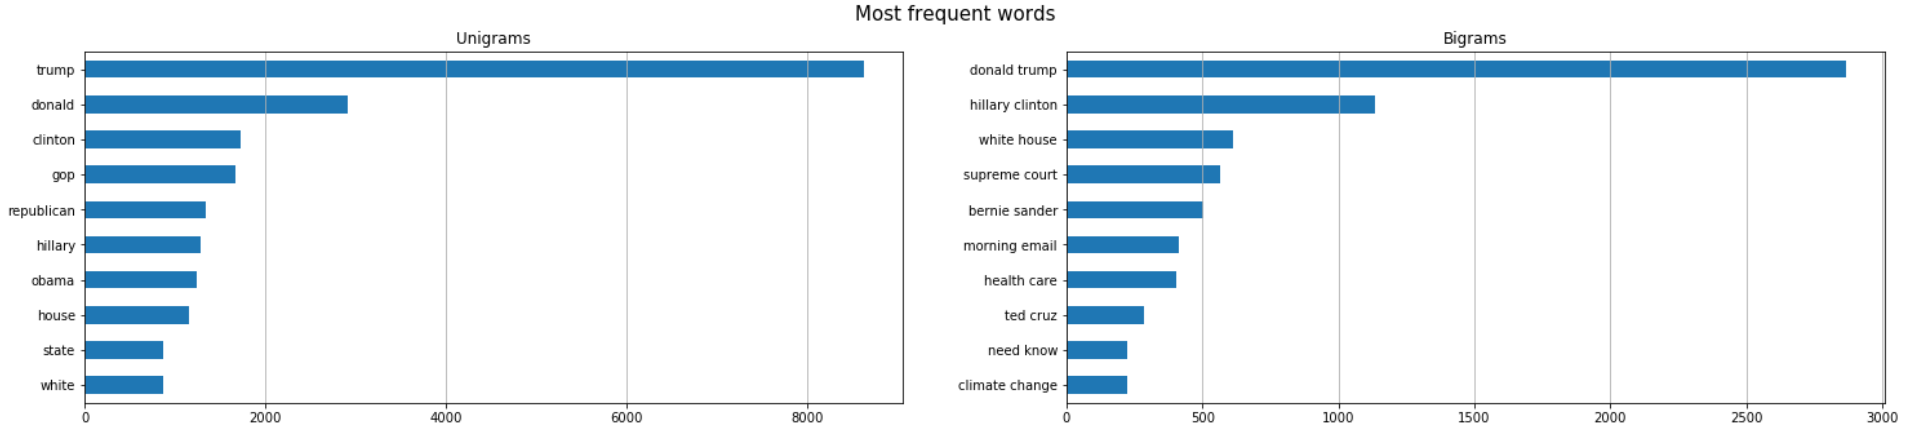 Most frequent words
Unigrams
trump
donald
clinton
gop
republican
hillary
obama
house
state
white
0 2000 4000 6000 8000
Bigrams
donald trump
hillary clinton
white house
supreme court
bernie sander
morning email
health care
ted cruz
need know
climate change
0 500 1000 1500 2000 2500 3000